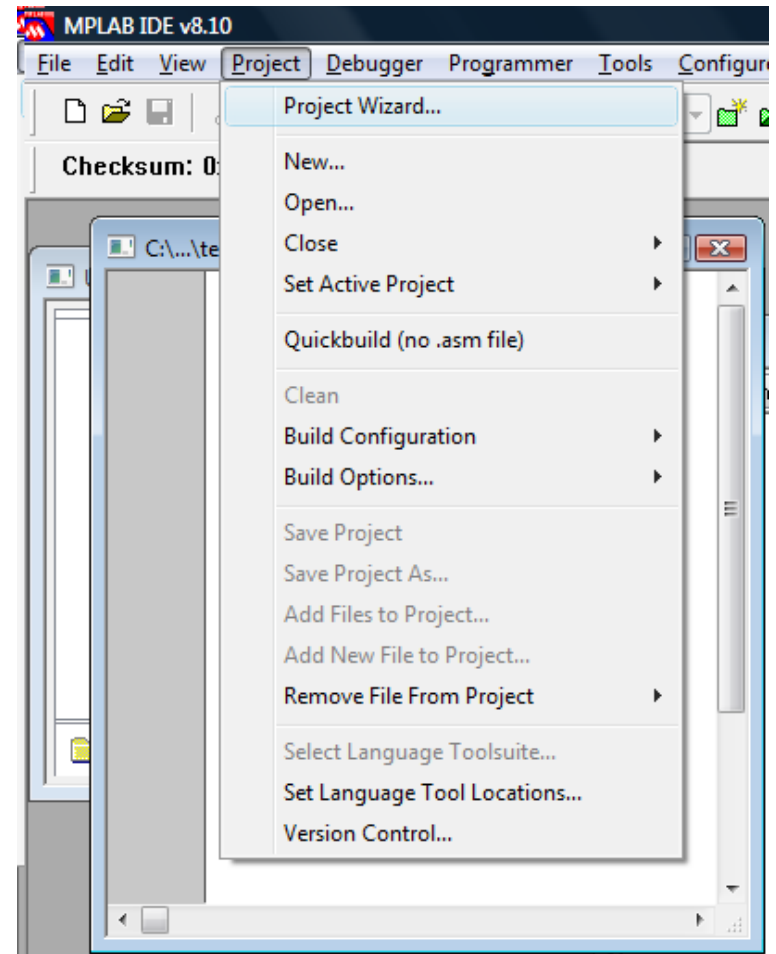 MPLAB IDE v8.10
File Edit View Project Debugger Programmer Tools
Project Wizard...
Checksum:
New...
Open...
Close
C:\...\te
Set Active Project
Quickbuild (no .asm file)
Clean
Build Configuration
Build Options...
Save Project
Save Project As...
Add Files to Project...
Add New File to Project...
Remove File From Project
Select Language Toolsuite...
Set Language Tool Locations...
Version Control...